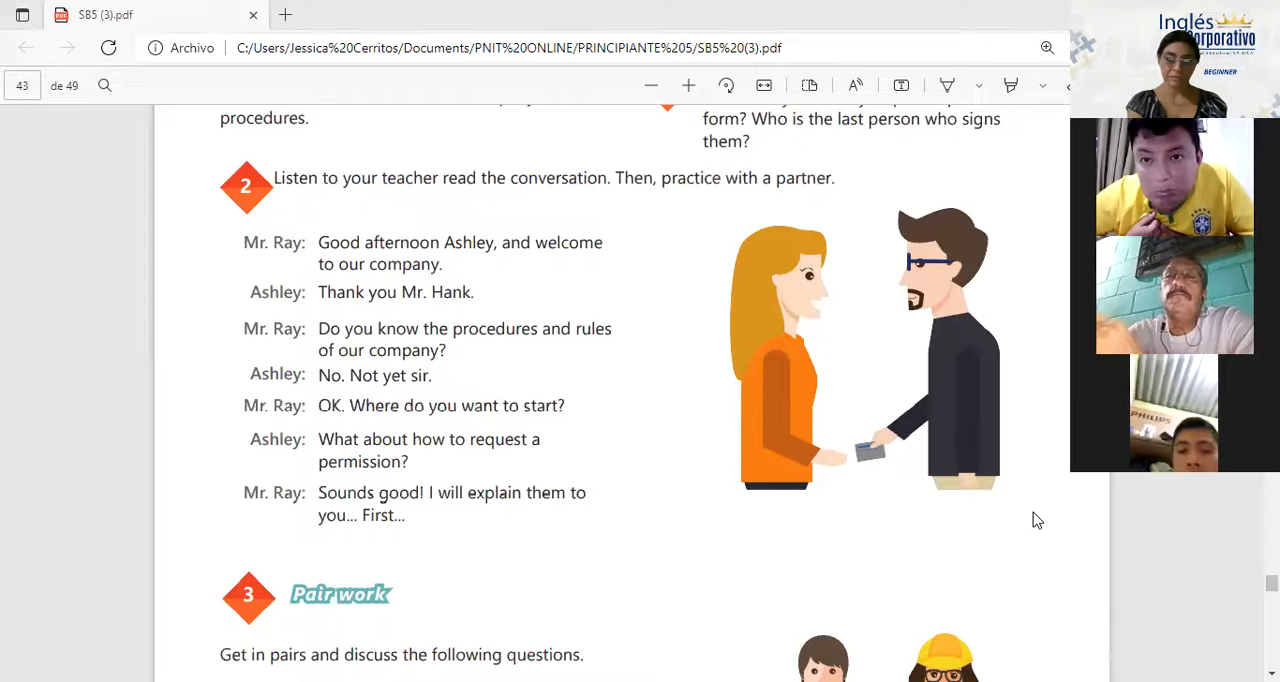 SB5 (3).pdf
Archivo
C:/Users/Jessica%20Cerritos/Documents/PNIT%20ONLINE/PRINCIPIANTE%205/SB5%20(3).pdf
43
de 49
procedures.
form? Who is the last person who signs
them?
2
Listen to your teacher read the conversation. Then, practice with a partner.
Mr. Ray: Good afternoon Ashley, and welcome
to our company.
Ashley: Thank you Mr. Hank.
Mr. Ray: Do you know the procedures and rules
of our company?
Ashley: No. Not yet sir.
Mr. Ray: OK. Where do you want to start?
Ashley: What about how to request a
permission?
Mr. Ray: Sounds good! I will explain them to
you... First...
3
Pair work
Get in pairs and discuss the following questions.
Inglés
Corporativo
BEGINNER
PHILIPS